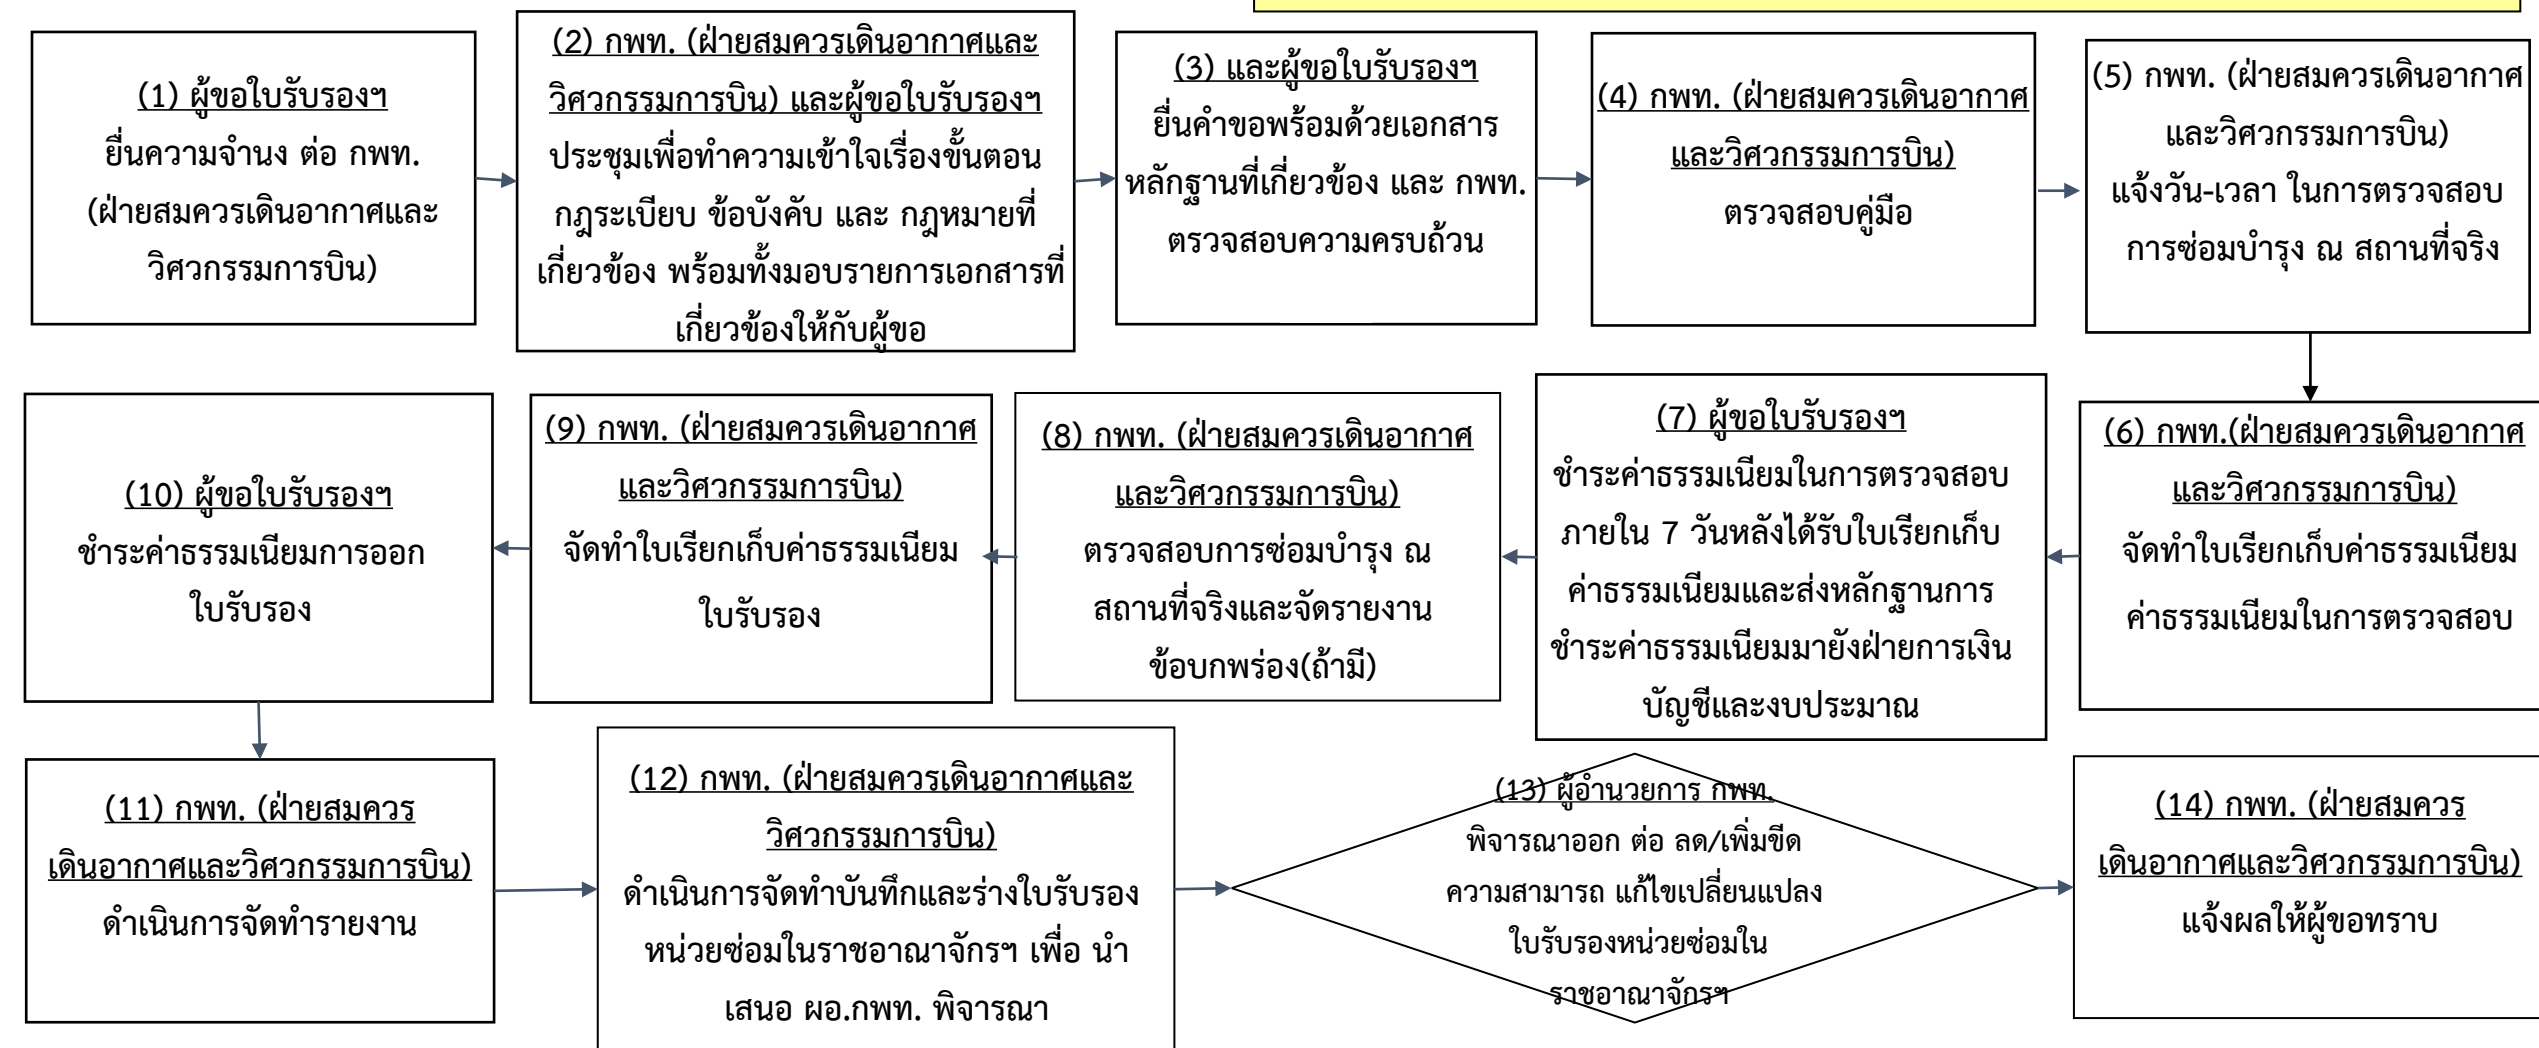 (1) ผู้ขอใบรับรองฯ
ยื่นความจำนง ต่อ กพท.
(ฝ่ายสมควรเดินอากาศและ
วิศวกรรมการบิน)
(2) กพท. (ฝ่ายสมควรเดินอากาศและ
วิศวกรรมการบิน) และผู้ขอใบรับรองฯ
ประชุมเพื่อทำความเข้าใจเรื่องขั้นตอน
กฎระเบียบ ข้อบังคับ และ กฎหมายที่
เกี่ยวข้อง พร้อมทั้งมอบรายการเอกสารที่
เกี่ยวข้องให้กับผู้ขอ
(3) และผู้ขอใบรับรองฯ
ยื่นคำขอพร้อมด้วยเอกสาร
หลักฐานที่เกี่ยวข้อง และ กพท.
ตรวจสอบความครบถ้วน
(4) กพท. (ฝ่ายสมควรเดินอากาศ
และวิศวกรรมการบิน)
ตรวจสอบคู่มือ
(5) กพท. (ฝ่ายสมควรเดินอากาศ
และวิศวกรรมการบิน)
แจ้งวัน-เวลา ในการตรวจสอบ
การซ่อมบำรุง ณ สถานที่จริง
(6) กพท.(ฝ่ายสมควรเดินอากาศ
และวิศวกรรมการบิน)
จัดทำใบเรียกเก็บค่าธรรมเนียม
ค่าธรรมเนียมในการตรวจสอบ
(7) ผู้ขอใบรับรองฯ
ชำระค่าธรรมเนียมในการตรวจสอบ
ภายใน 7 วันหลังได้รับใบเรียกเก็บ
ค่าธรรมเนียมและส่งหลักฐานการ
ชำระค่าธรรมเนียมมายังฝ่ายการเงิน
บัญชีและงบประมาณ
(8) กพท. (ฝ่ายสมควรเดินอากาศ
และวิศวกรรมการบิน)
ตรวจสอบการซ่อมบำรุง ณ
สถานที่จริงและจัดรายงาน
ข้อบกพร่อง(ถ้ามี)
(9) กพท. (ฝ่ายสมควรเดินอากาศ
และวิศวกรรมการบิน)
จัดทำใบเรียกเก็บค่าธรรมเนียม
ใบรับรอง
(10) ผู้ขอใบรับรองฯ
ชำระค่าธรรมเนียมการออก
ใบรับรอง
(11) กพท. (ฝ่ายสมควร
เดินอากาศและวิศวกรรมการบิน)
ดำเนินการจัดทำรายงาน
(12) กพท. (ฝ่ายสมควรเดินอากาศและ
วิศวกรรมการบิน)
ดำเนินการจัดทำบันทึกและร่างใบรับรอง
หน่วยซ่อมในราชอาณาจักรฯ เพื่อ นำ
เสนอ ผอ.กพท. พิจารณา
(13) ผู้อำนวยการ กพท.
พิจารณาออก ต่อ ลด/เพิ่มขีด
ความสามารถ แก้ไขเปลี่ยนแปลง
ใบรับรองหน่วยซ่อมใน
ราชอาณาจักรฯ
(14) กพท. (ฝ่ายสมควร
เดินอากาศและวิศวกรรมการบิน)
แจ้งผลให้ผู้ขอทราบ